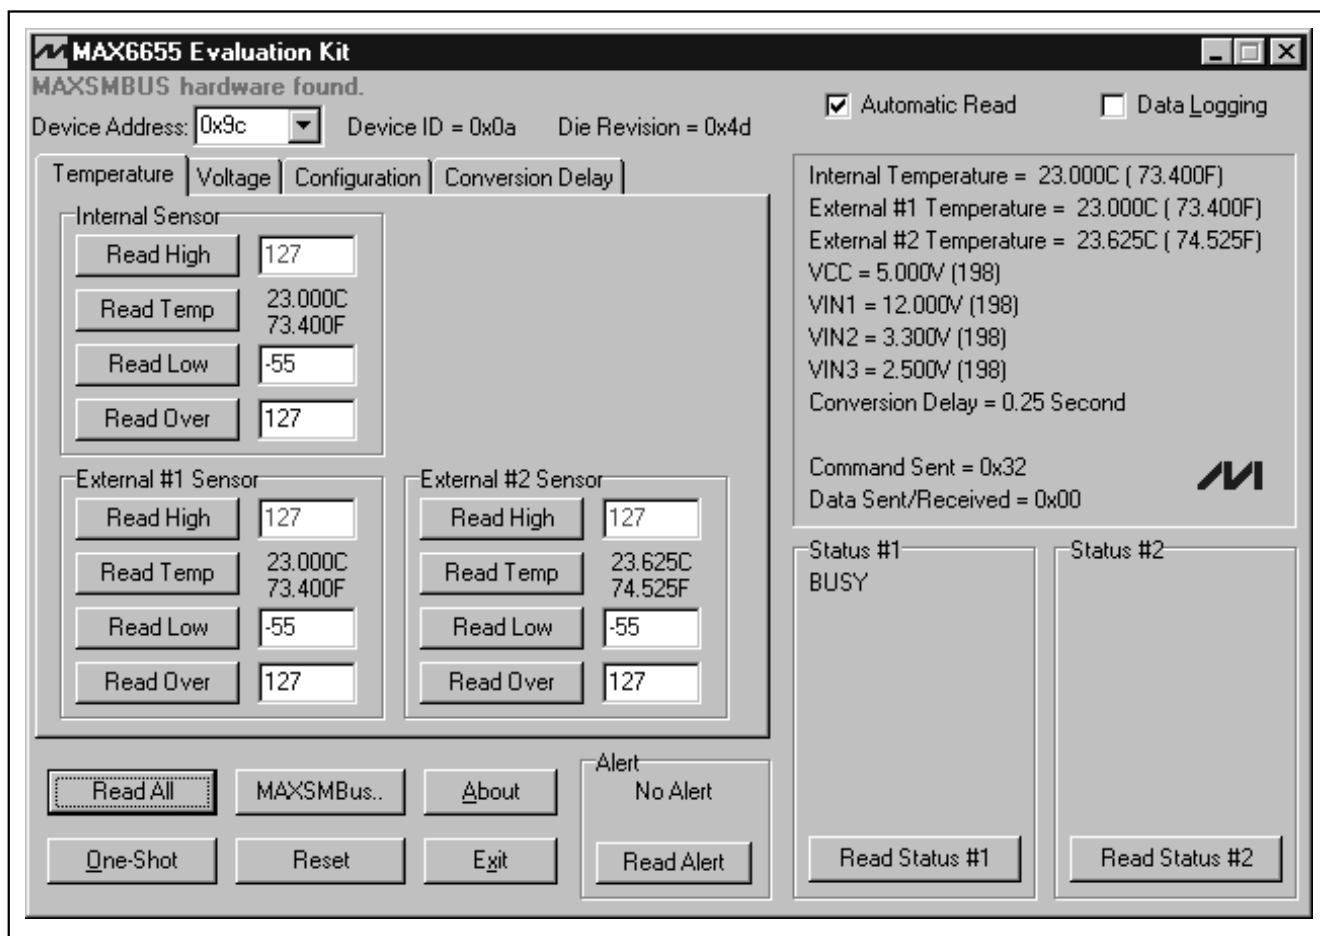 MAX6655 Evaluation Kit
MAXSMBUS hardware found.
Automatic Read
Data Logging
Device Address: 0x9c Device ID = 0x0a Die Revision = 0x4d
Temperature Voltage Configuration Conversion Delay
Internal Sensor
Read High 127
Read Temp 23.000C
73.400F
Read Low -55
Read Over 127
External #1 Sensor
Read High 127
Read Temp 23.000C
73.400F
Read Low -55
Read Over 127
External #2 Sensor
Read High 127
Read Temp 23.625C
74.525F
Read Low -55
Read Over 127
Internal Temperature = 23.000C ( 73.400F)
External #1 Temperature = 23.000C ( 73.400F)
External #2 Temperature = 23.625C ( 74.525F)
VCC = 5.000V (198)
VIN1 = 12.000V (198)
VIN2 = 3.300V (198)
VIN3 = 2.500V (198)
Conversion Delay = 0.25 Second
Command Sent = 0x32
Data Sent/Received = 0x00
Status #1
BUSY
Read Status #1
Status #2
Read Status #2
Read All MAXSMBus.. About
One-Shot Reset Exit
Alert
No Alert
Read Alert